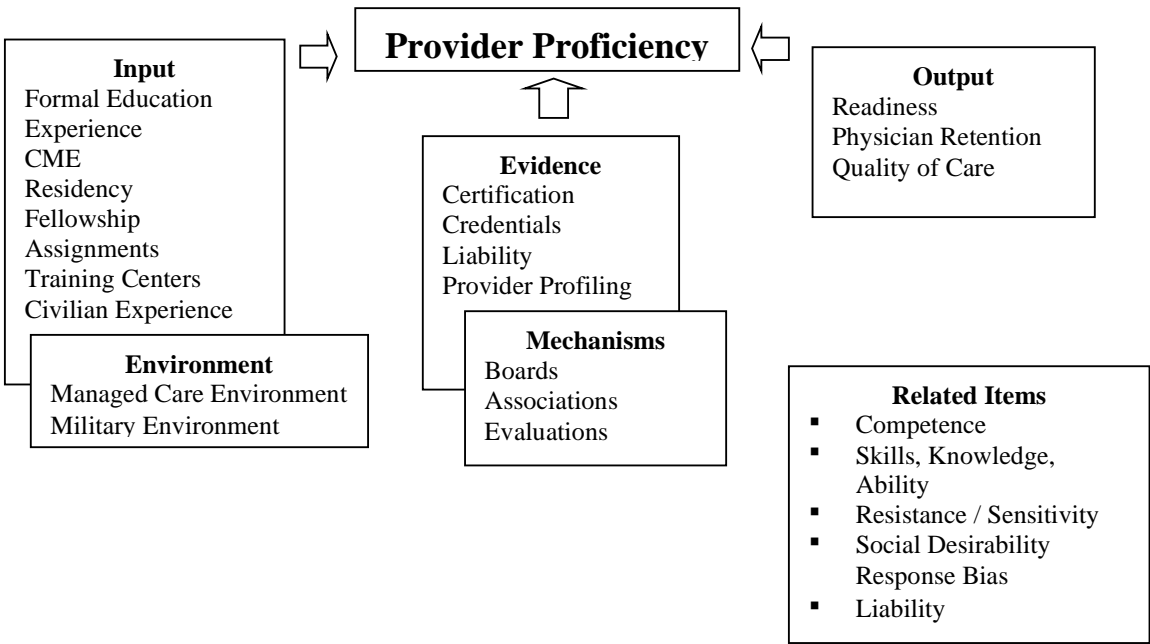 Provider Proficiency
Input
Formal Education
Experience
CME
Residency
Fellowship
Assignments
Training Centers
Civilian Experience
Environment
Managed Care Environment
Military Environment
Evidence
Certification
Credentials
Liability
Provider Profiling
Mechanisms
Boards
Associations
Evaluations
Output
Readiness
Physician Retention
Quality of Care
Related Items
▪ Competence
▪ Skills, Knowledge,
Ability
▪ Resistance / Sensitivity
▪ Social Desirability
Response Bias
▪ Liability